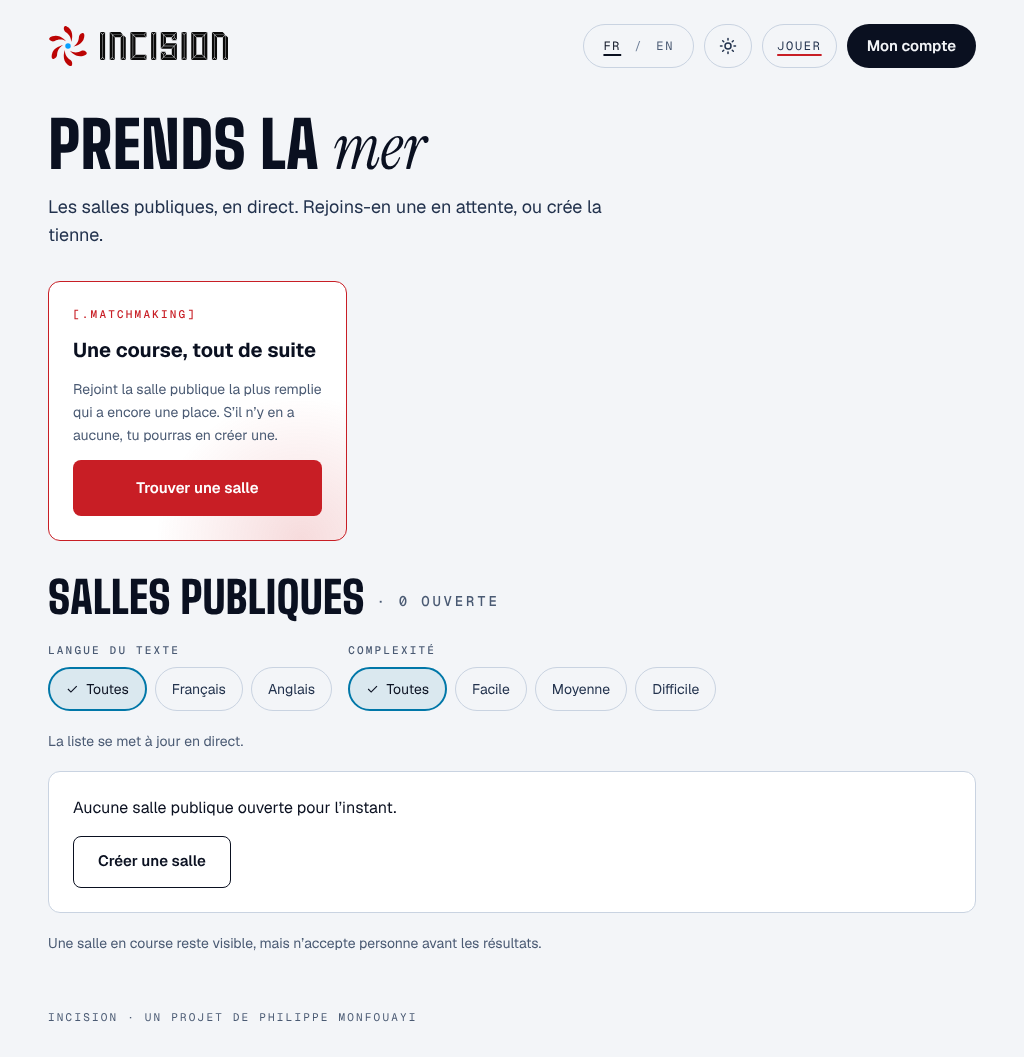 INCISION
FR / EN
JOUER
Mon compte
PRENDS LA mer
Les salles publiques, en direct. Rejoins-en une en attente, ou crée la
tienne.
[.MATCHMAKING]
Une course, tout de suite
Rejoint la salle publique la plus remplie
qui a encore une place. S’il n’y en a
aucune, tu pourras en créer une.
Trouver une salle
SALLES PUBLIQUES · 0 OUVERTE
LANGUE DU TEXTE
✓ Toutes
Français
Anglais
COMPLEXITÉ
✓ Toutes
Facile
Moyenne
Difficile
La liste se met à jour en direct.
Aucune salle publique ouverte pour l’instant.
Créer une salle
Une salle en course reste visible, mais n’accepte personne avant les résultats.
INCISION · UN PROJET DE PHILIPPE MONFOUAYI